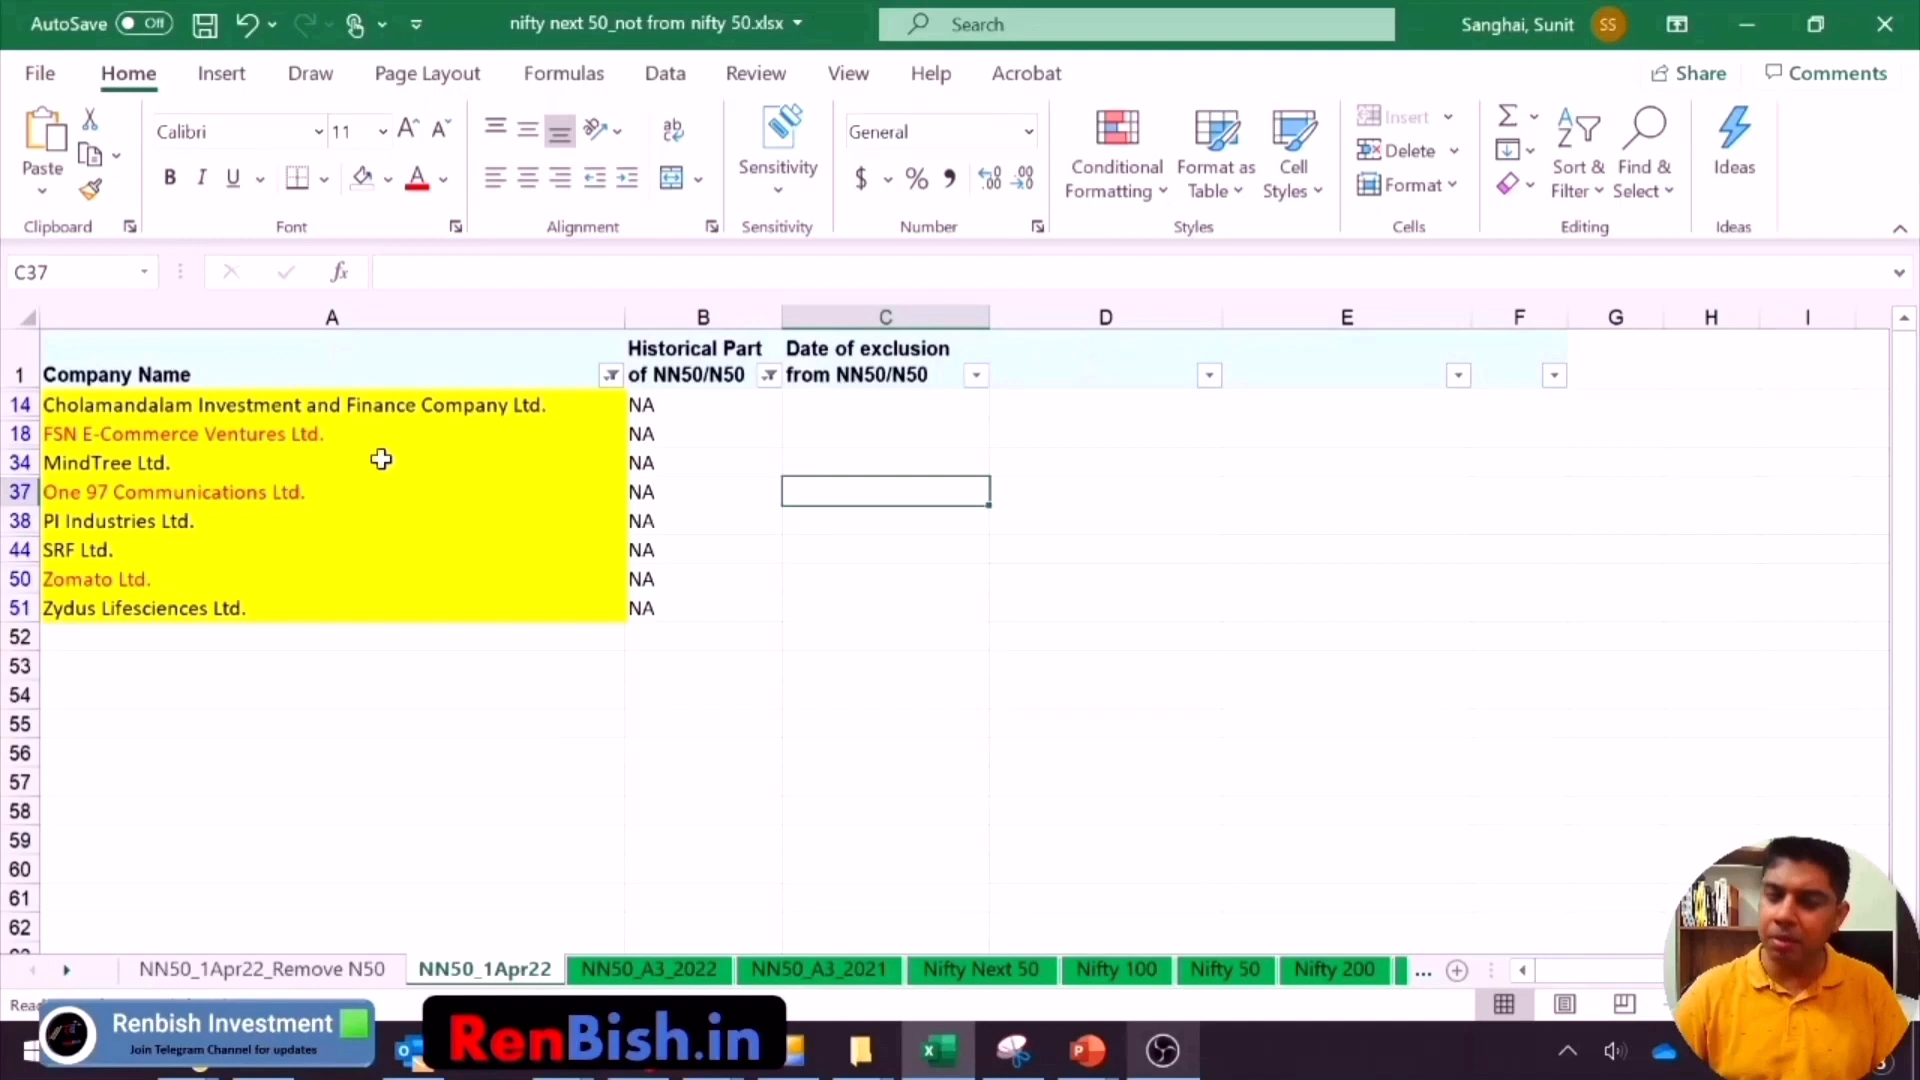 AutoSave Off
nifty next 50_not from nifty 50.xlsx
Search
Sanghai, Sunit SS
File Home Insert Draw Page Layout Formulas Data Review View Help Acrobat
Share Comments
Paste
Clipboard
Calibri 11
B I U
Font
Alignment
Sensitivity
Sensitivity
General
$ %
Number
Conditional Formatting
Format as Table
Cell Styles
Styles
Insert
Delete
Format
Cells
Sort & Filter
Find & Select
Editing
Ideas
Ideas
C37
fx
A B C D E F G H I
1 Company Name Historical Part of NN50/N50 Date of exclusion from NN50/N50
14 Cholamandalam Investment and Finance Company Ltd. NA
18 FSN E-Commerce Ventures Ltd. NA
34 MindTree Ltd. NA
37 One 97 Communications Ltd. NA
38 PI Industries Ltd. NA
44 SRF Ltd. NA
50 Zomato Ltd. NA
51 Zydus Lifesciences Ltd. NA
52
53
54
55
56
57
58
59
60
61
62
NN50_1Apr22_Remove N50 NN50_1Apr22 NN50_A3_2022 NN50_A3_2021 Nifty Next 50 Nifty 100 Nifty 50 Nifty 200 ...
Renbish Investment
Join Telegram Channel for updates
RenBish.in